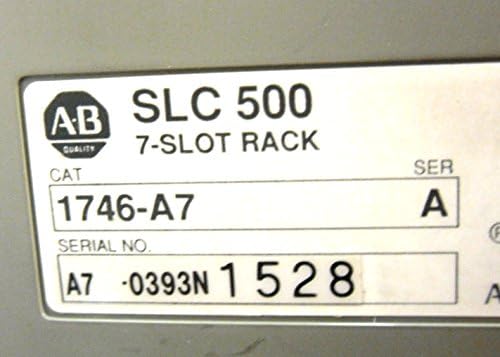 A-B
QUALITY
SLC 500
7-SLOT RACK
CAT SER
1746-A7 A
SERIAL NO.
A7 -0393N 1528